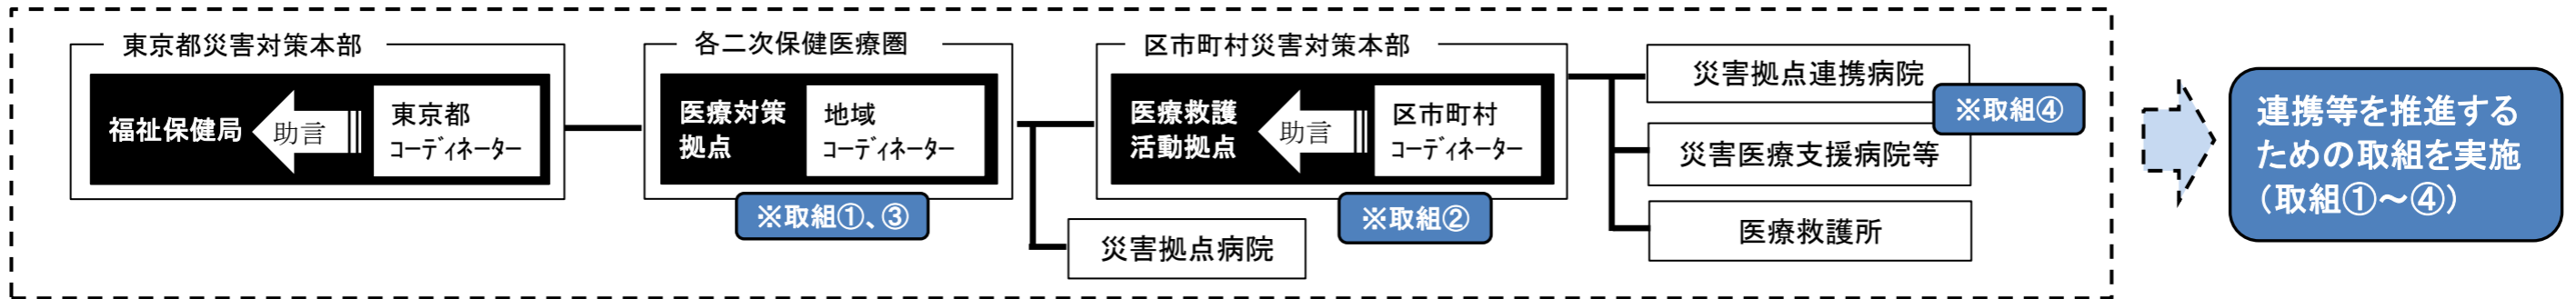 東京都災害対策本部
福祉保健局
助言
東京都
コーディネーター
各二次保健医療圏
医療対策
拠点
地域
コーディネーター
※取組①、③
災害拠点病院
区市町村災害対策本部
医療救護
活動拠点
助言
区市町村
コーディネーター
※取組②
災害拠点連携病院
※取組④
災害医療支援病院等
医療救護所
連携等を推進する
ための取組を実施
（取組①～④）